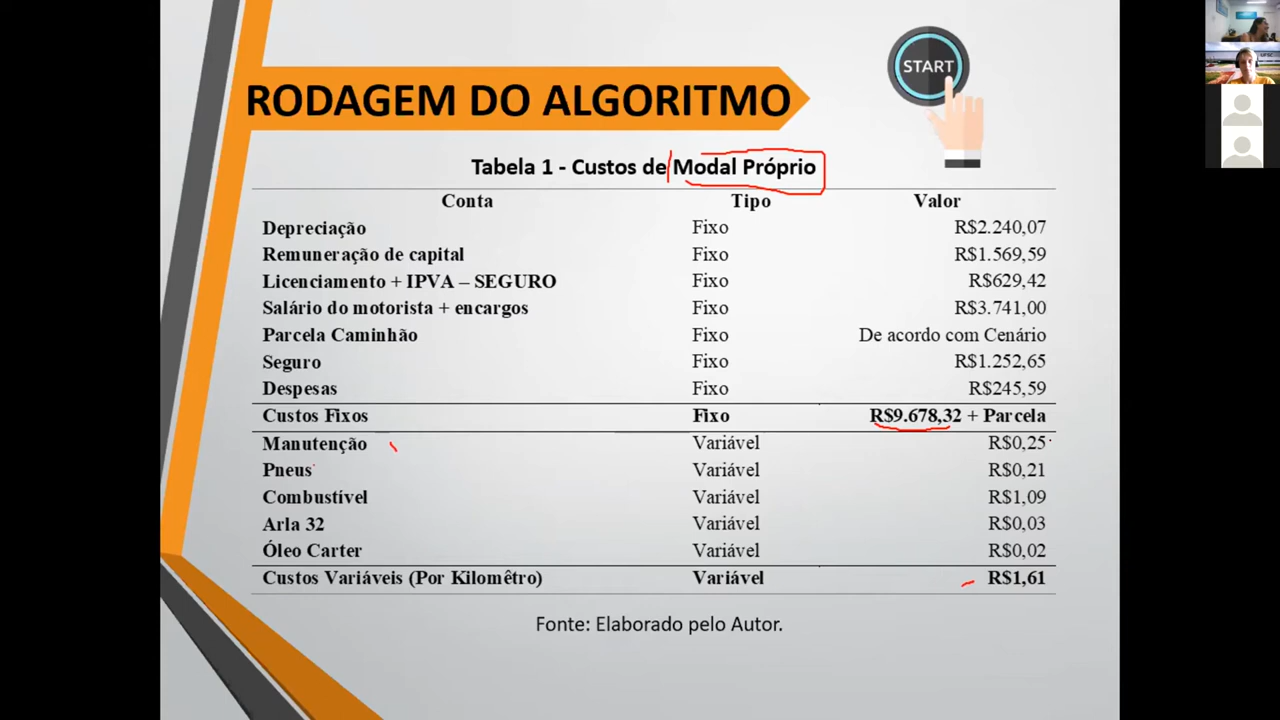 START
RODAGEM DO ALGORITMO
Tabela 1 - Custos de Modal Próprio
Conta Tipo Valor
Depreciação Fixo R$2.240,07
Remuneração de capital Fixo R$1.569,59
Licenciamento + IPVA – SEGURO Fixo R$629,42
Salário do motorista + encargos Fixo R$3.741,00
Parcela Caminhão Fixo De acordo com Cenário
Seguro Fixo R$1.252,65
Despesas Fixo R$245,59
Custos Fixos Fixo R$9.678,32 + Parcela
Manutenção Variável R$0,25
Pneus Variável R$0,21
Combustível Variável R$1,09
Arla 32 Variável R$0,03
Óleo Carter Variável R$0,02
Custos Variáveis (Por Kilomêtro) Variável R$1,61
Fonte: Elaborado pelo Autor.